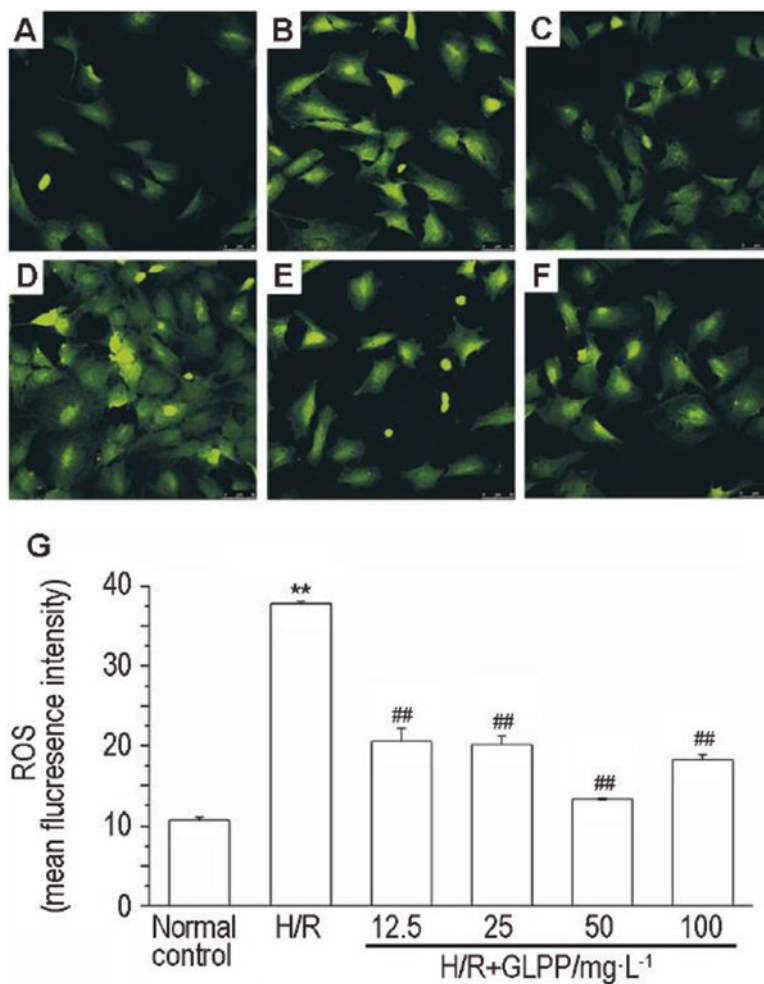 A
B
C
D
E
F
G
40
30
20
10
0
ROS
(mean flucresence intensity)
**
##
##
##
##
Normal control
H/R
12.5
25
50
100
H/R+GLPP/mg·L⁻¹